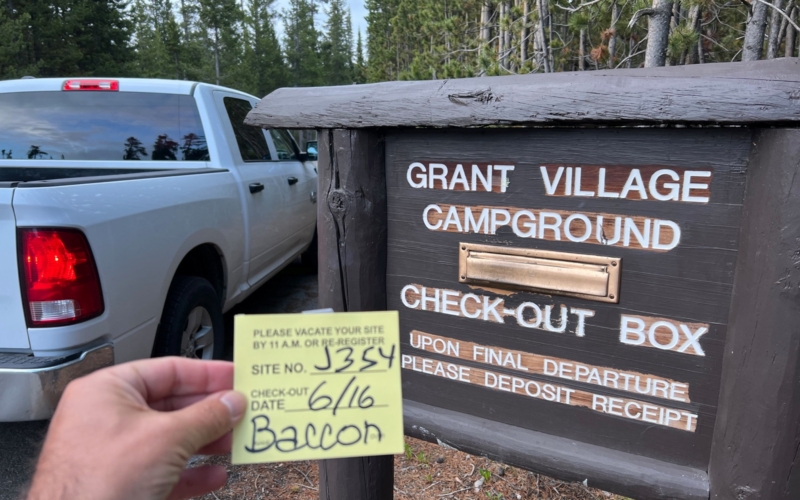 GRANT VILLAGE
CAMPGROUND
CHECK-OUT BOX
UPON FINAL DEPARTURE
PLEASE DEPOSIT RECEIPT
PLEASE VACATE YOUR SITE
BY 11 A.M. OR RE-REGISTER
SITE NO. J354
CHECK-OUT
DATE 6/16
Baccon